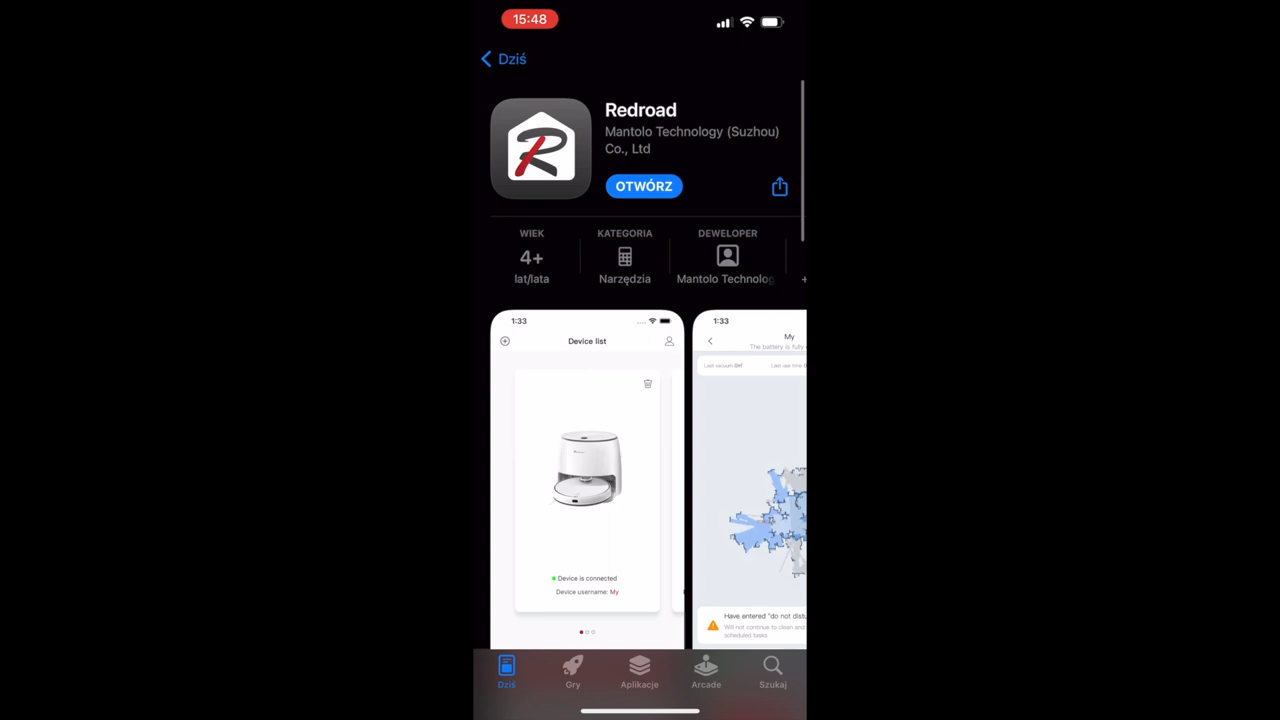 15:48
Dziś
Redroad
Mantolo Technology (Suzhou)
Co., Ltd
OTWÓRZ
WIEK
KATEGORIA
DEWELOPER
4+
lat/lata
Narzędzia
Mantolo Technolog
1:33
Device list
Device is connected
Device username: My
1:33
My
The battery is fully
Last vacuum
Last use time
Have entered "do not distu
Will not continue to clean and
scheduled tasks
Dziś
Gry
Aplikacje
Arcade
Szukaj